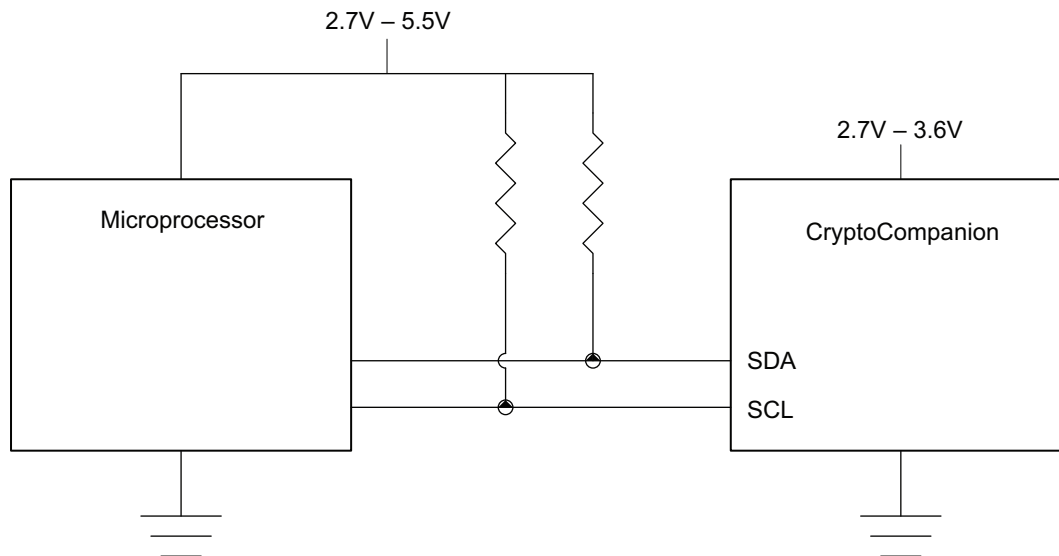 2.7V – 5.5V
2.7V – 3.6V
Microprocessor
CryptoCompanion
SDA
SCL